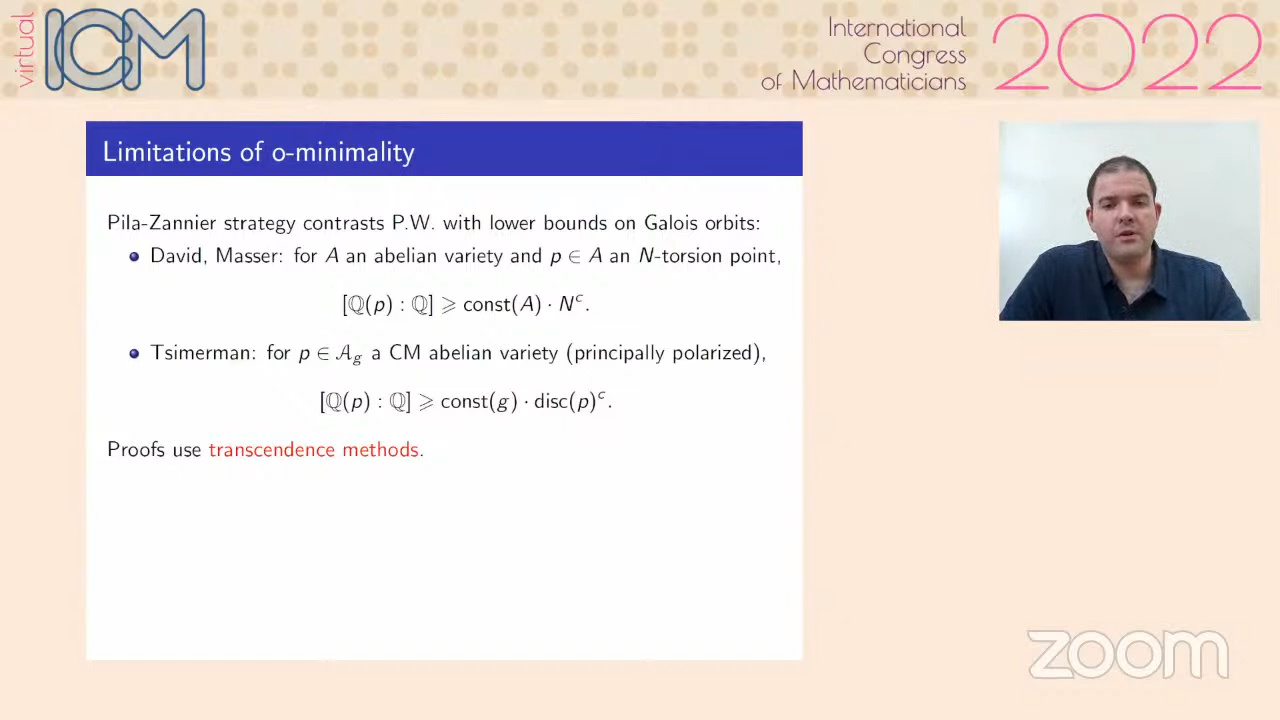 virtual
ICM
International
Congress
of Mathematicians
2022
Limitations of o-minimality
Pila-Zannier strategy contrasts P.W. with lower bounds on Galois orbits:
David, Masser: for A an abelian variety and p ∈ A an N-torsion point,
[ℚ(p) : ℚ] ⩾ const(A) · Nᶜ.
Tsimerman: for p ∈ 𝒜g a CM abelian variety (principally polarized),
[ℚ(p) : ℚ] ⩾ const(g) · disc(p)ᶜ.
Proofs use transcendence methods.
zoom